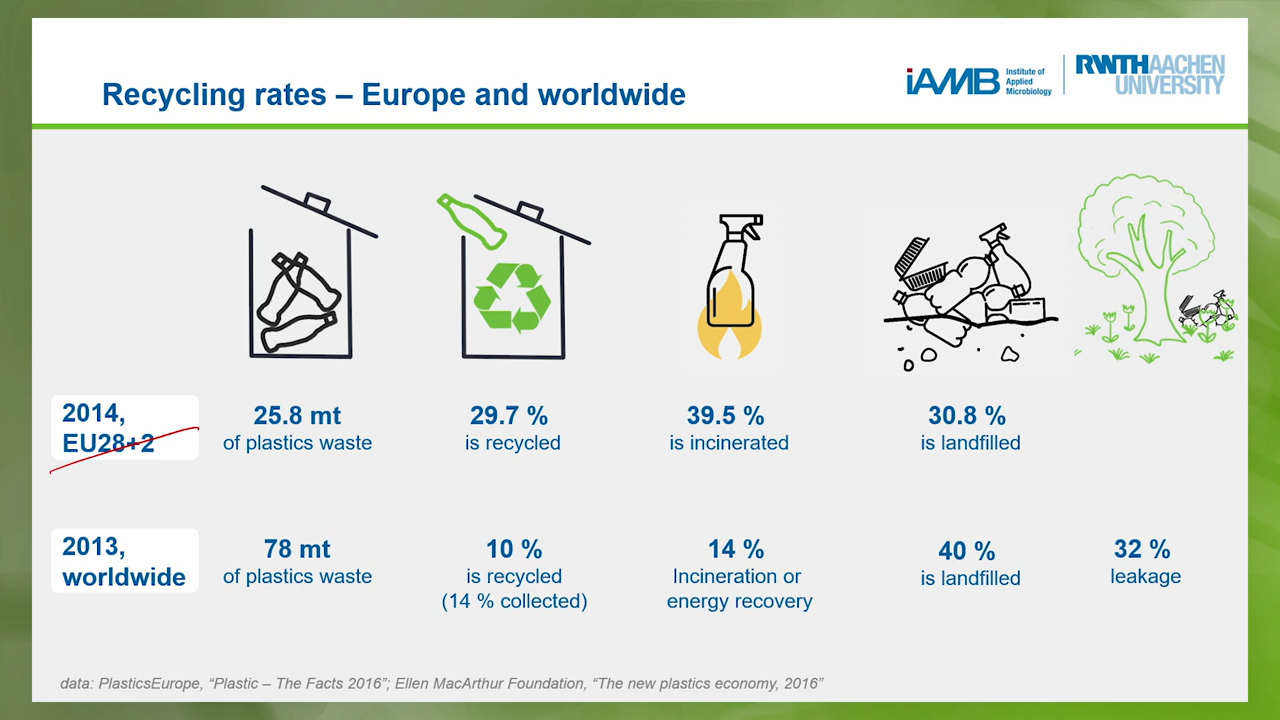 Recycling rates – Europe and worldwide
iAMB
Institute of
Applied
Microbiology
RWTHAACHEN
UNIVERSITY
2014,
EU28+2
25.8 mt
of plastics waste
29.7 %
is recycled
39.5 %
is incinerated
30.8 %
is landfilled
2013,
worldwide
78 mt
of plastics waste
10 %
is recycled
(14 % collected)
14 %
Incineration or
energy recovery
40 %
is landfilled
32 %
leakage
data: PlasticsEurope, “Plastic – The Facts 2016”; Ellen MacArthur Foundation, “The new plastics economy, 2016”